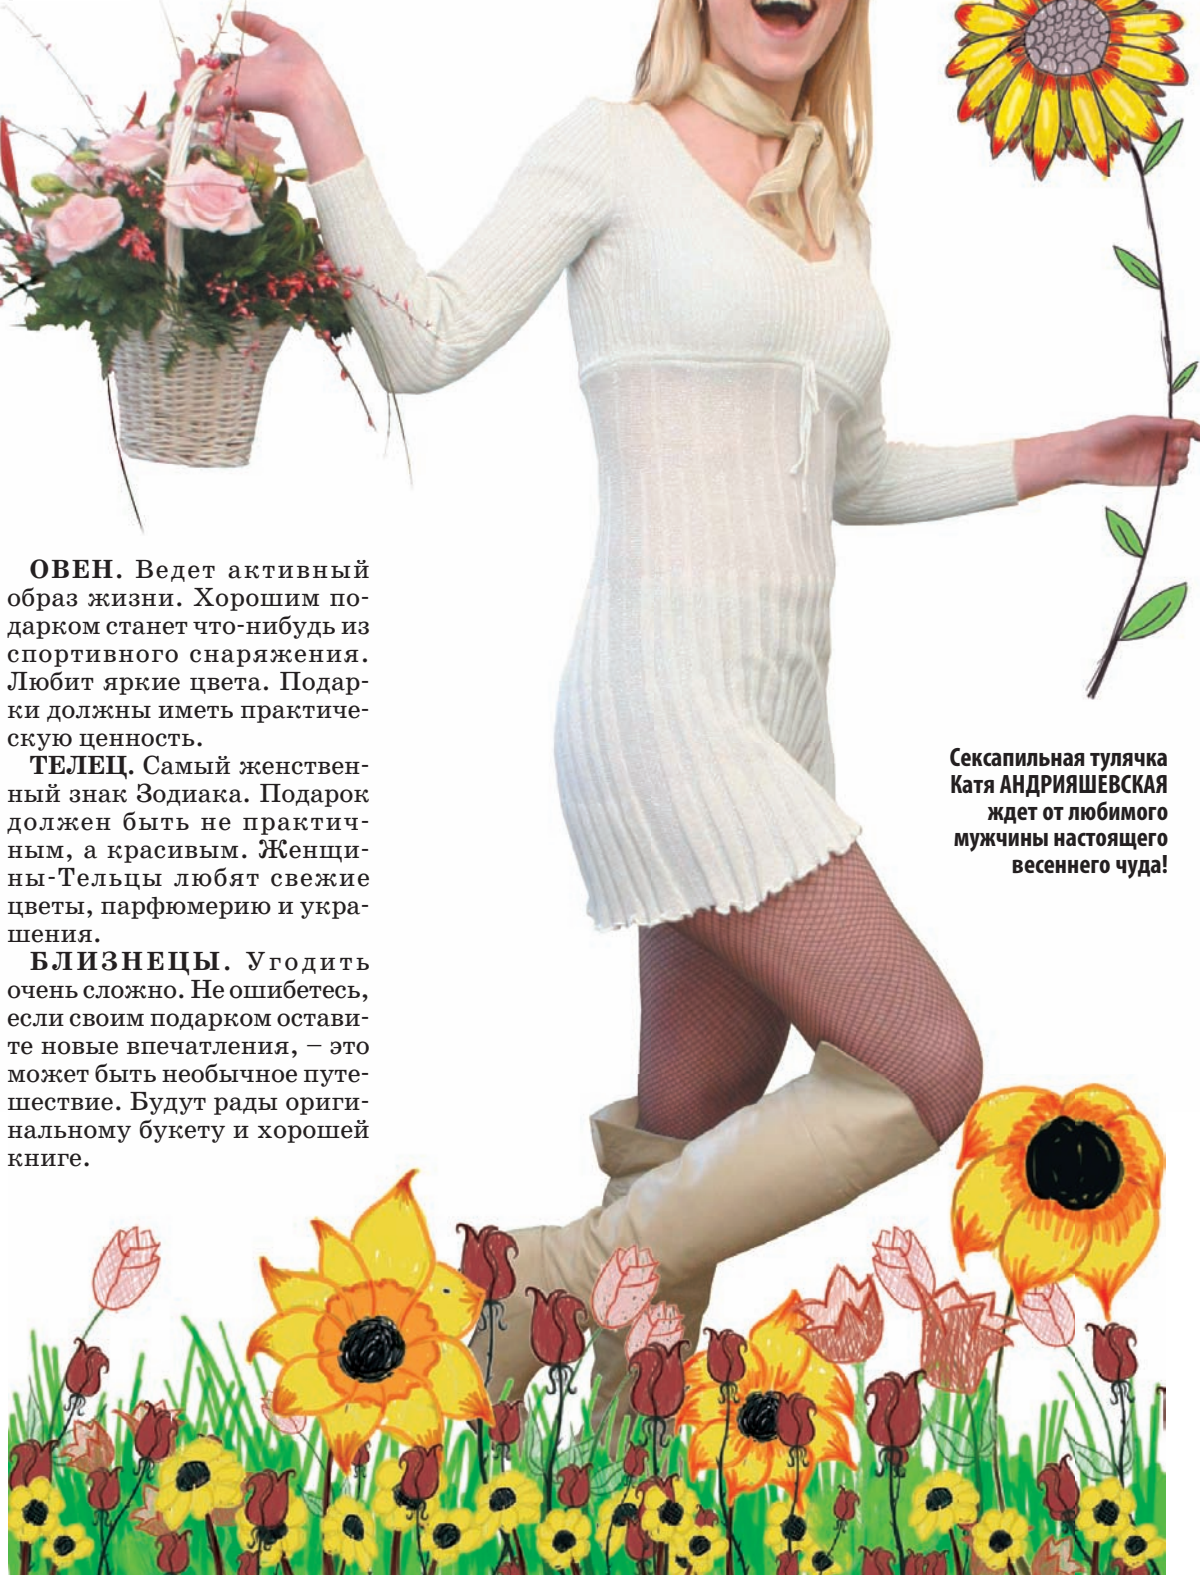 ОВЕН. Ведет активный
образ жизни. Хорошим по-
дарком станет что-нибудь из
спортивного снаряжения.
Любит яркие цвета. Подар-
ки должны иметь практиче-
скую ценность.
ТЕЛЕЦ. Самый женствен-
ный знак Зодиака. Подарок
должен быть не практич-
ным, а красивым. Женщи-
ны-Тельцы любят свежие
цветы, парфюмерию и укра-
шения.
БЛИЗНЕЦЫ. Угодить
очень сложно. Не ошибетесь,
если своим подарком остави-
те новые впечатления, – это
может быть необычное путе-
шествие. Будут рады ориги-
нальному букету и хорошей
книге.
Сексапильная тулячка
Катя АНДРИЯШЕВСКАЯ
ждет от любимого
мужчины настоящего
весеннего чуда!